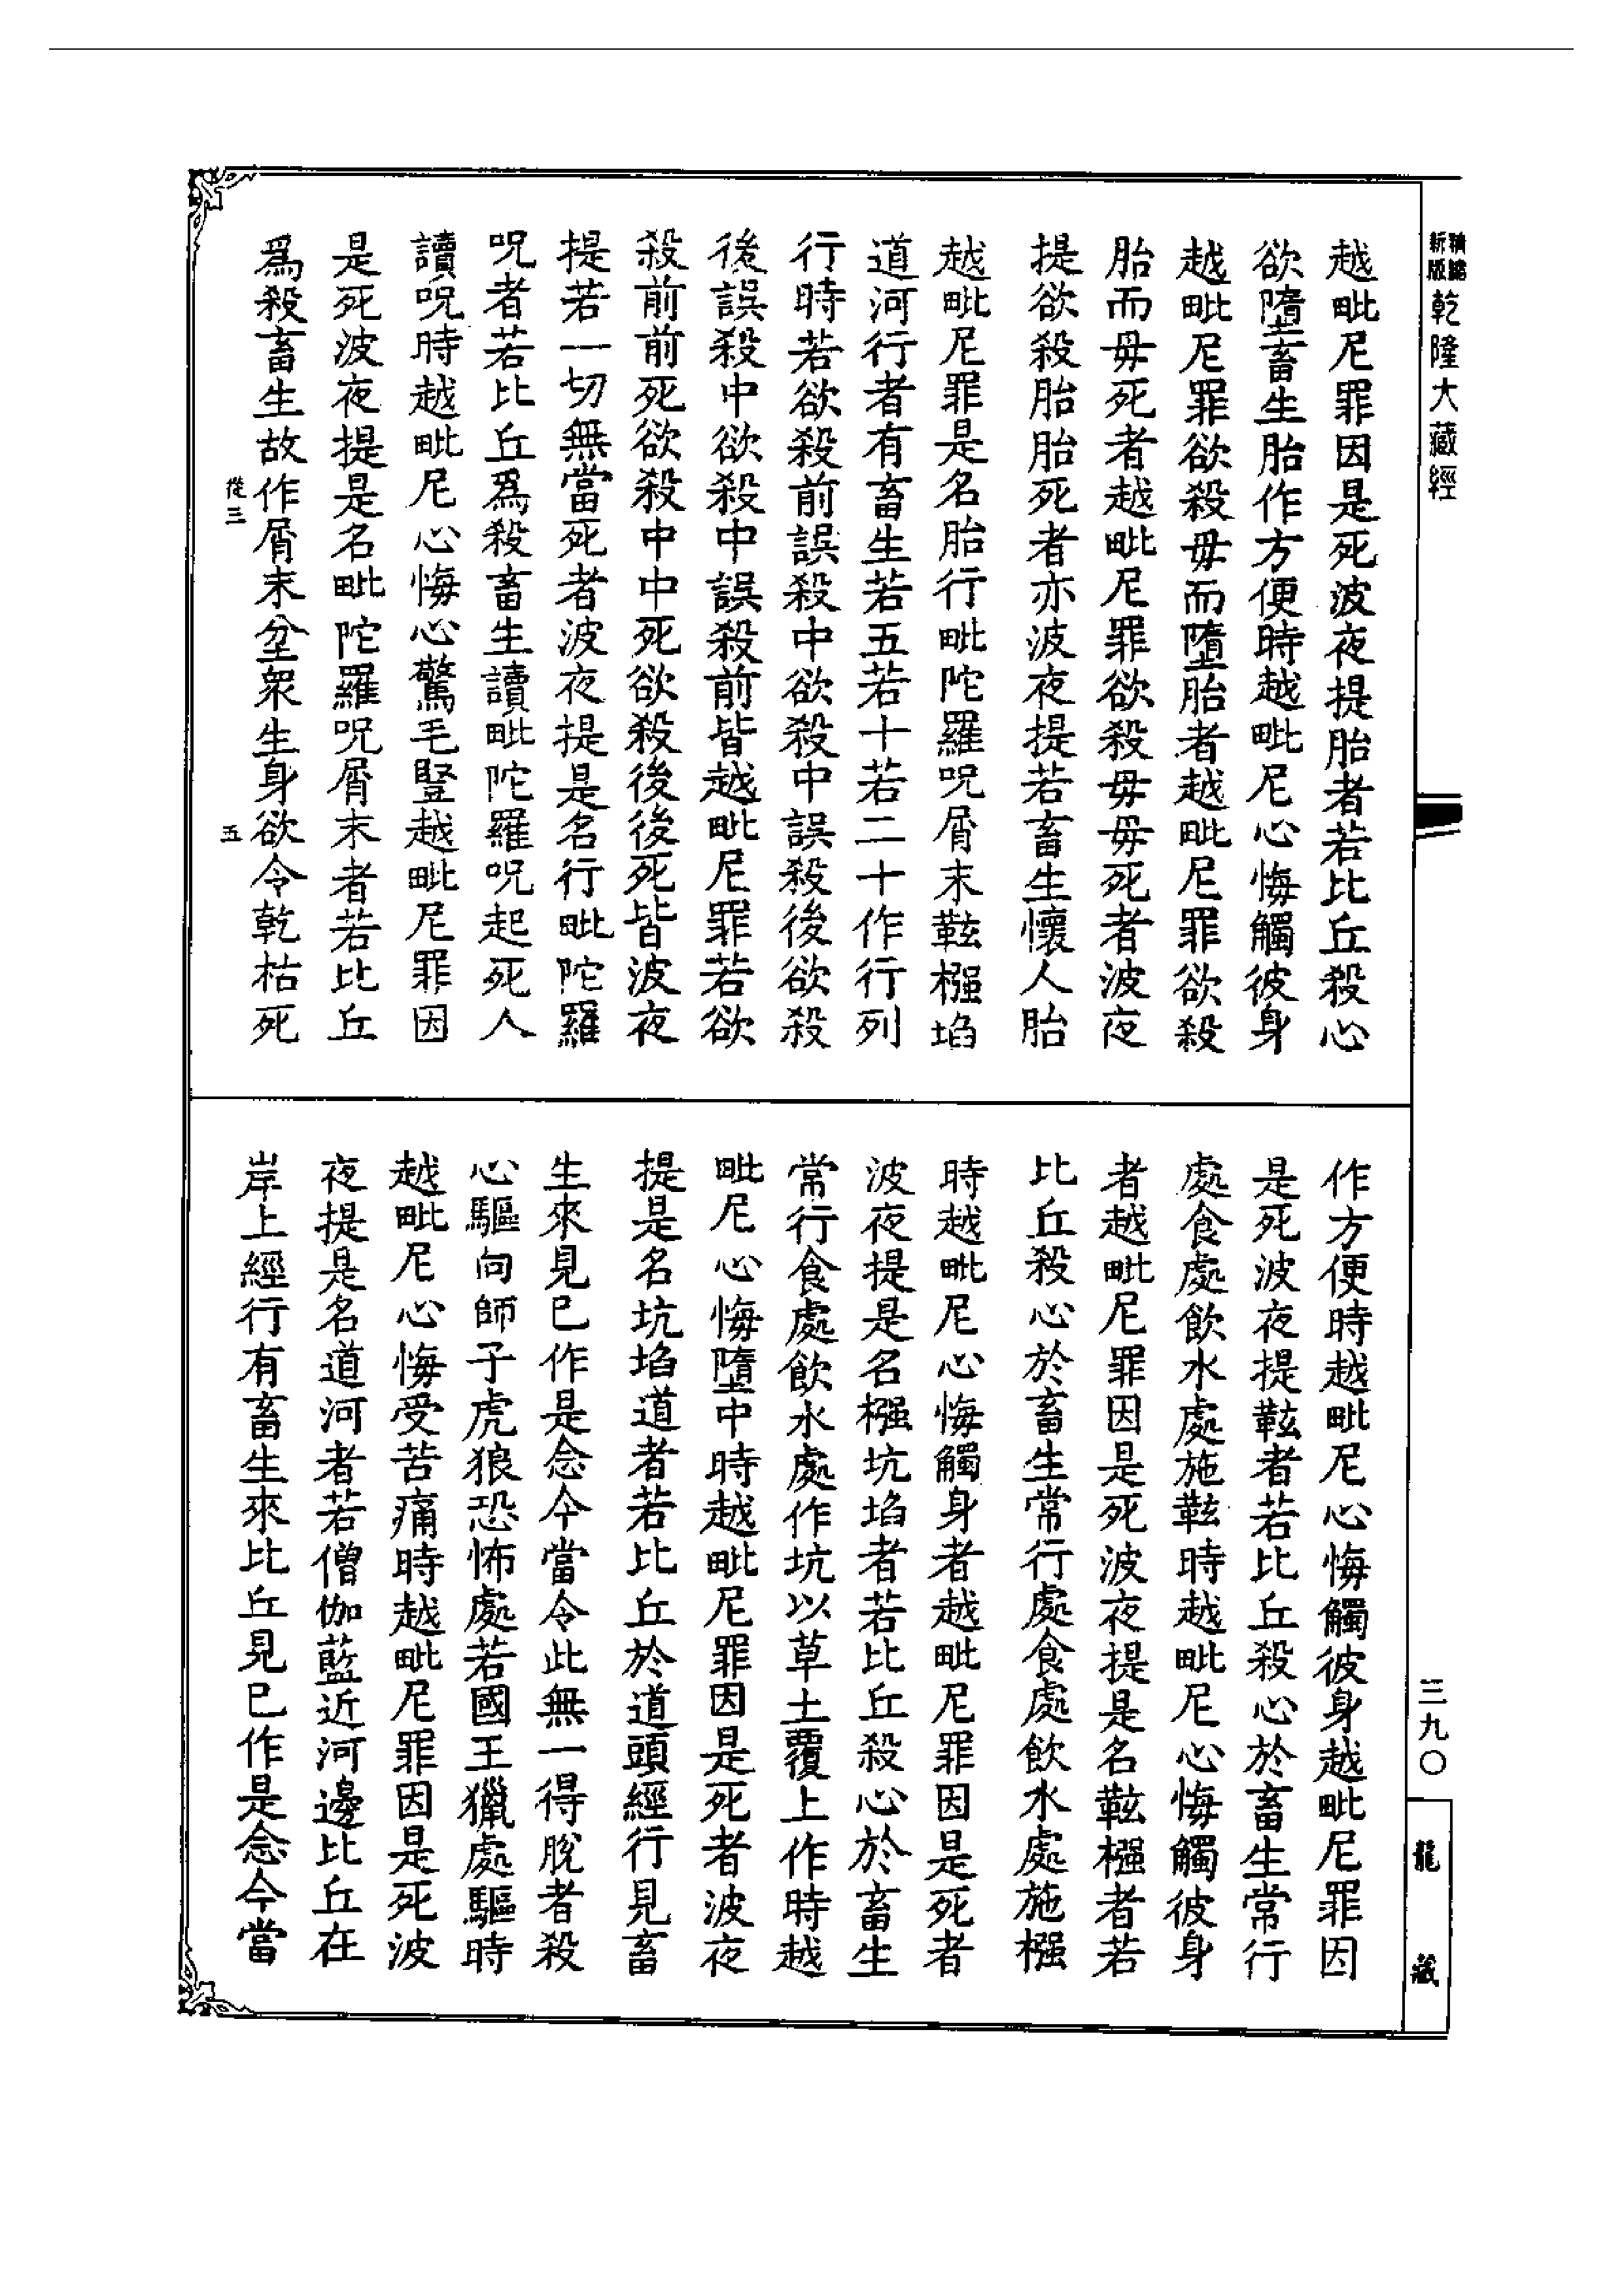 乾隆大藏經
越毗尼罪因是死波夜提胎者若比丘殺心
欲墮畜生胎作方便時越毗尼心悔觸彼身
越毗尼罪欲殺母而墮胎者越毗尼罪欲殺
胎而母死者越毗尼罪欲殺母母死者波夜
提欲殺胎胎死者亦波夜提若畜生懷人胎
越毗尼罪是名胎行毗陀羅呪屑末䩙摾埳
道河行者有畜生若五若十若二十作行列
行時若欲殺前誤殺中欲殺中誤殺後欲殺
後誤殺中欲殺中誤殺前皆越毗尼罪若欲
殺前前死欲殺中中死欲殺後後死皆波夜
提若一切無當死者波夜提是名行毗陀羅
呪者若比丘爲殺畜生讀毗陀羅呪起死人
讀呪時越毗尼心悔心驚毛豎越毗尼罪因
是死波夜提是名毗陀羅呪屑末者若比丘
爲殺畜生故作屑末坌衆生身欲令乾枯死
從三
五
作方便時越毗尼心悔觸彼身越毗尼罪因
是死波夜提䩙者若比丘殺心於畜生常行
處食處飲水處施䩙時越毗尼心悔觸彼身
者越毗尼罪因是死波夜提是名䩙摾者若
比丘殺心於畜生常行處食處飲水處施摾
時越毗尼心悔觸身者越毗尼罪因是死者
波夜提是名摾坑埳者若比丘殺心於畜生
常行食處飲水處作坑以草土覆上作時越
毗尼心悔墮中時越毗尼罪因是死者波夜
提是名坑埳道者若比丘於道頭經行見畜
生來見已作是念今當令此無一得脫者殺
心驅向師子虎狼恐怖處若國王獵處驅時
越毗尼心悔受苦痛時越毗尼罪因是死波
夜提是名道河者若僧伽藍近河邊比丘在
岸上經行有畜生來比丘見已作是念今當
三九〇
龍藏